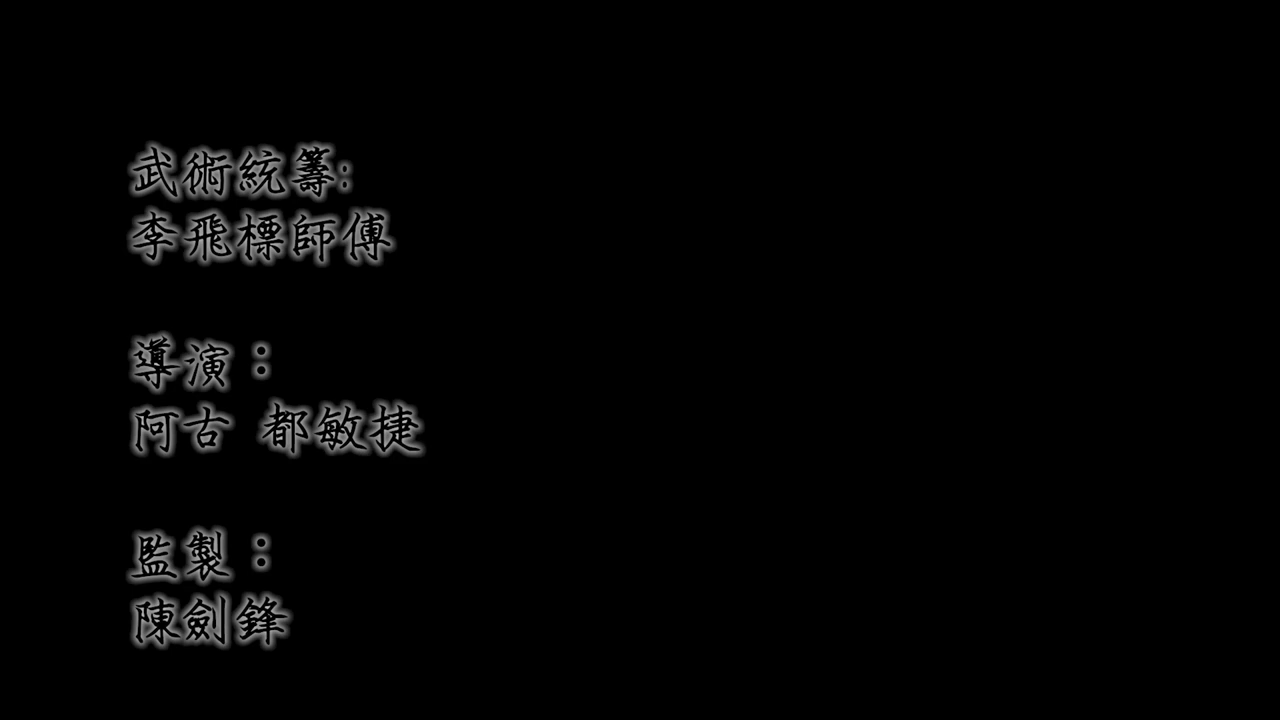 武術統籌:
李飛標師傅
導演：
阿古 都敏捷
監製：
陳劍鋒